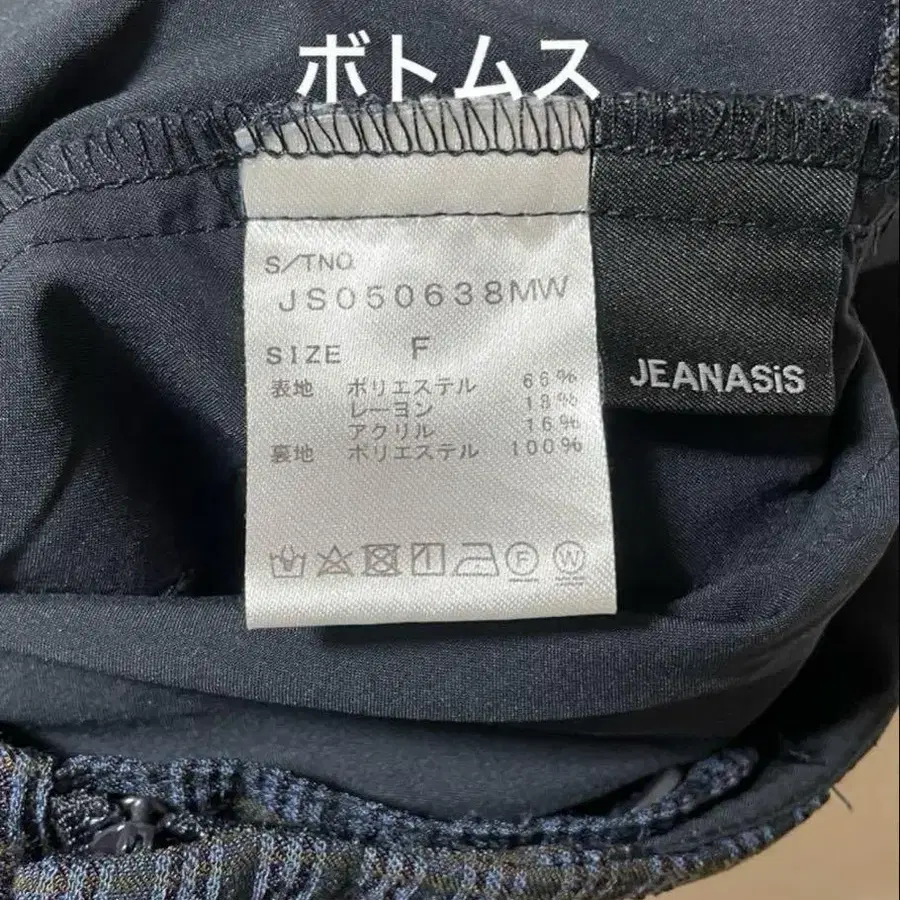 ボトムス
S/TNO.
JS050638MW
SIZE F
表地 ポリエステル 66%
レーヨン 18%
アクリル 16%
裏地 ポリエステル 100%
F W
JEANASiS